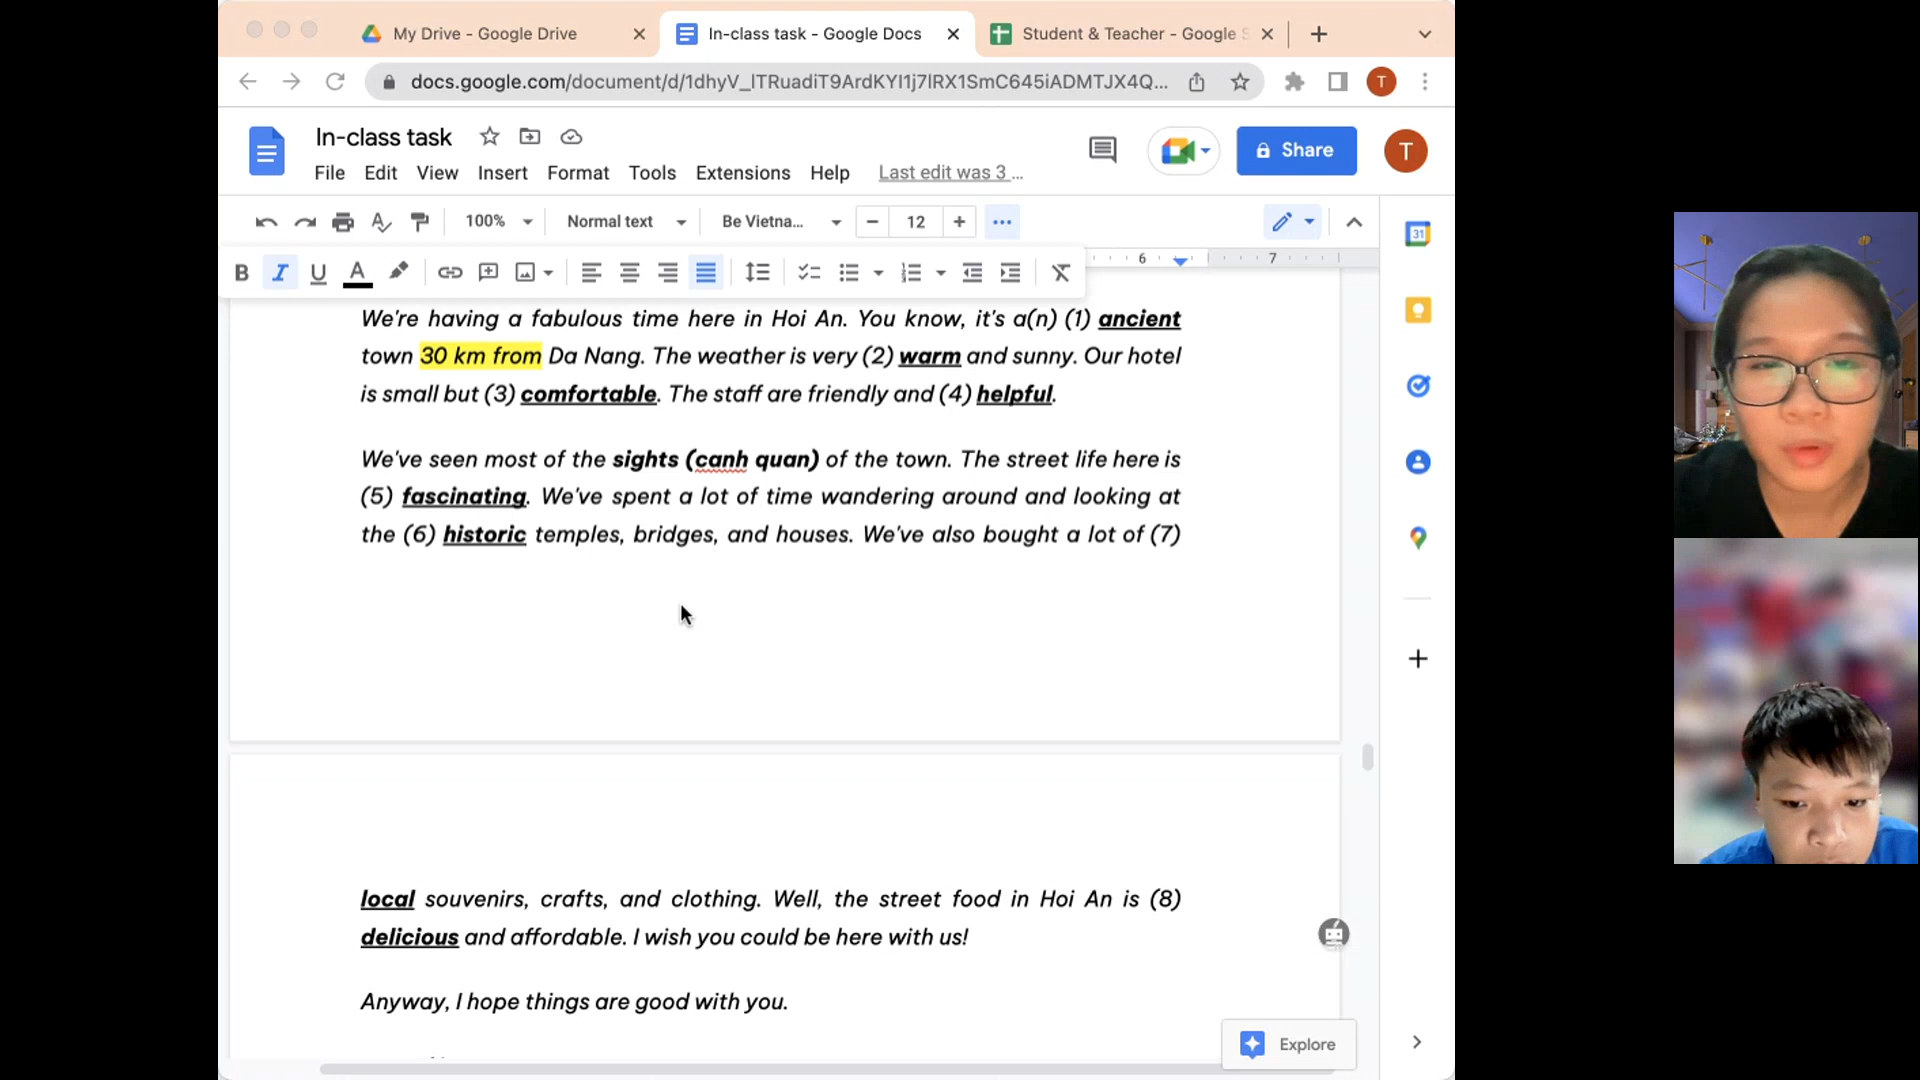 My Drive - Google Drive
In-class task - Google Docs
Student & Teacher - Google S
docs.google.com/document/d/1dhyV_lTRuadiT9ArdKYI1j7lRX1SmC645iADMTJX4Q...
T
In-class task
Share
T
File Edit View Insert Format Tools Extensions Help Last edit was 3 ...
100% Normal text Be Vietna... 12
31
B I U A
6 7
We're having a fabulous time here in Hoi An. You know, it's a(n) (1) ancient
town 30 km from Da Nang. The weather is very (2) warm and sunny. Our hotel
is small but (3) comfortable. The staff are friendly and (4) helpful.
We've seen most of the sights (canh quan) of the town. The street life here is
(5) fascinating. We've spent a lot of time wandering around and looking at
the (6) historic temples, bridges, and houses. We've also bought a lot of (7)
local souvenirs, crafts, and clothing. Well, the street food in Hoi An is (8)
delicious and affordable. I wish you could be here with us!
Anyway, I hope things are good with you.
Explore